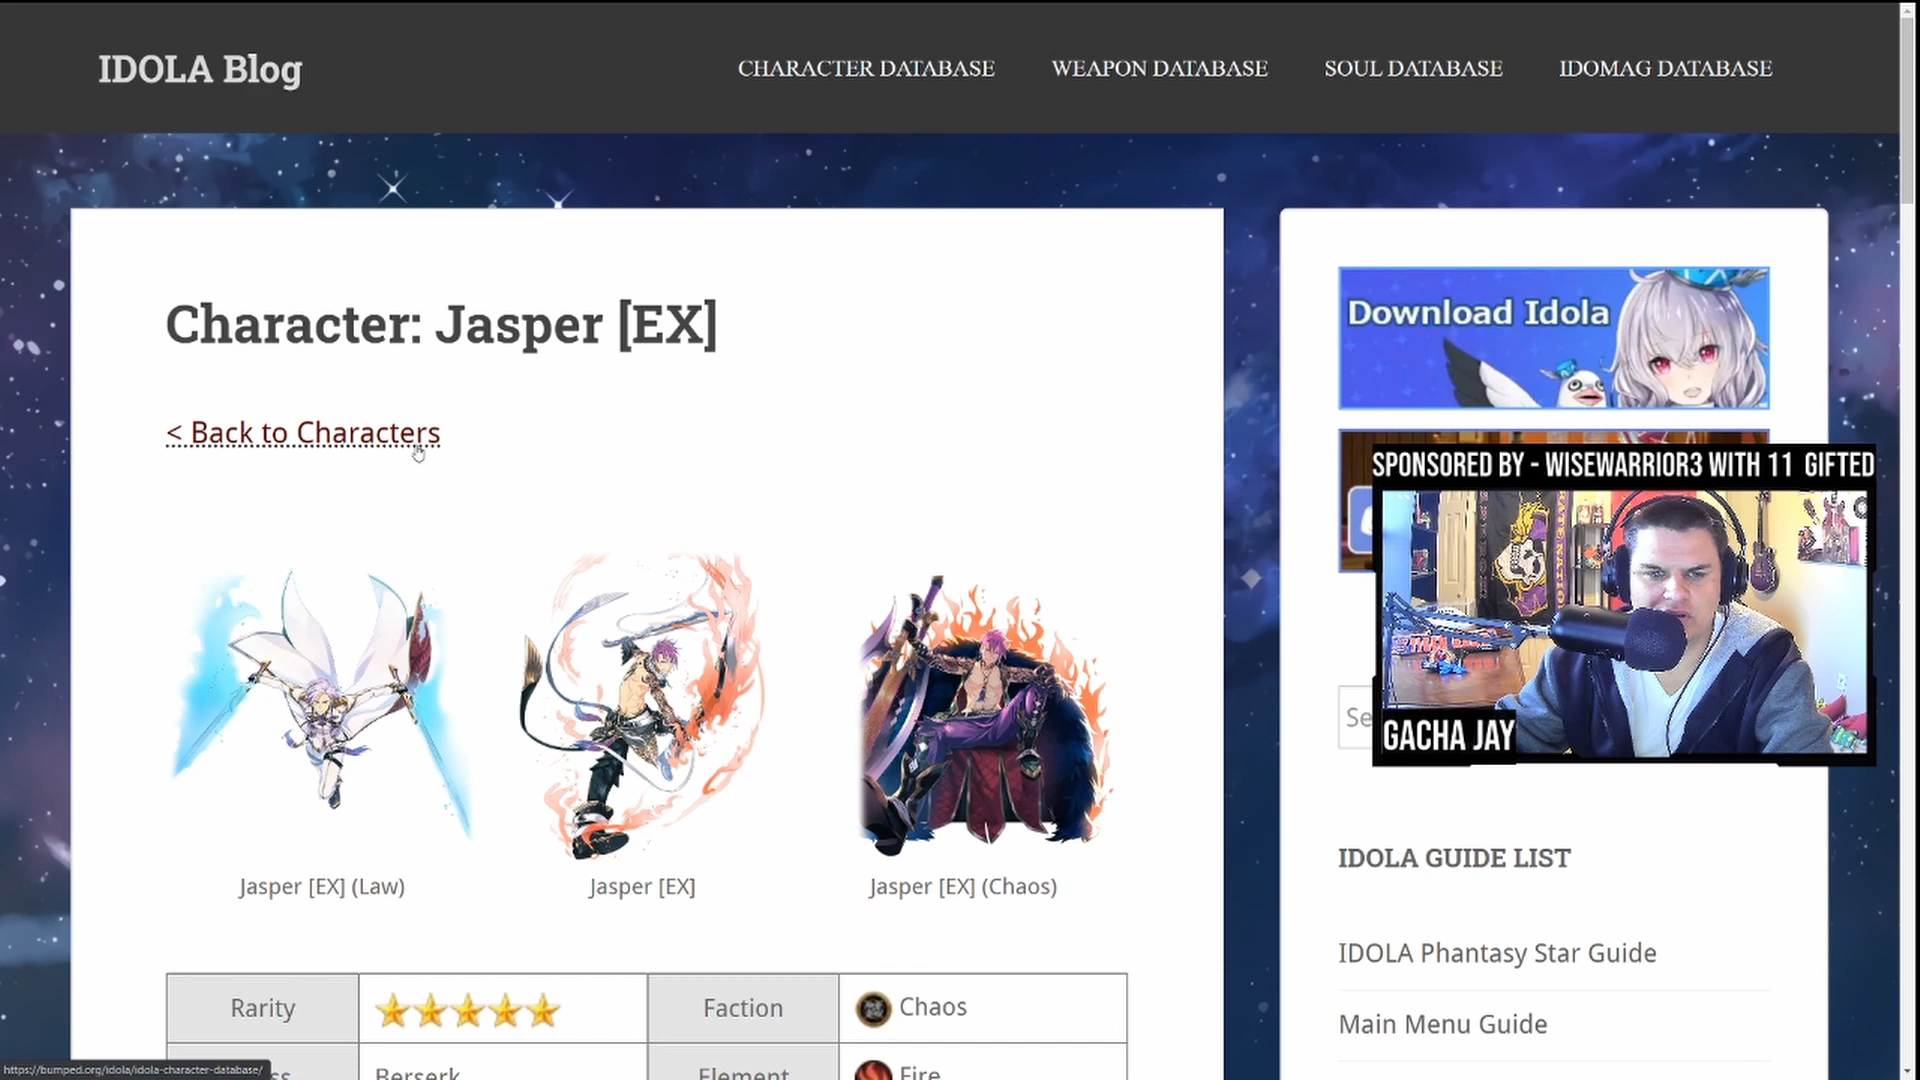 IDOLA Blog
CHARACTER DATABASE
WEAPON DATABASE
SOUL DATABASE
IDOMAG DATABASE
Character: Jasper [EX]
< Back to Characters
Jasper [EX] (Law)
Jasper [EX]
Jasper [EX] (Chaos)
Rarity
Faction
Chaos
Berserk
Element
Fire
Download Idola
SPONSORED BY - WISEWARRIOR3 WITH 11 GIFTED
Se
GACHA JAY
IDOLA GUIDE LIST
IDOLA Phantasy Star Guide
Main Menu Guide
https://bumped.org/idola/idola-character-database/